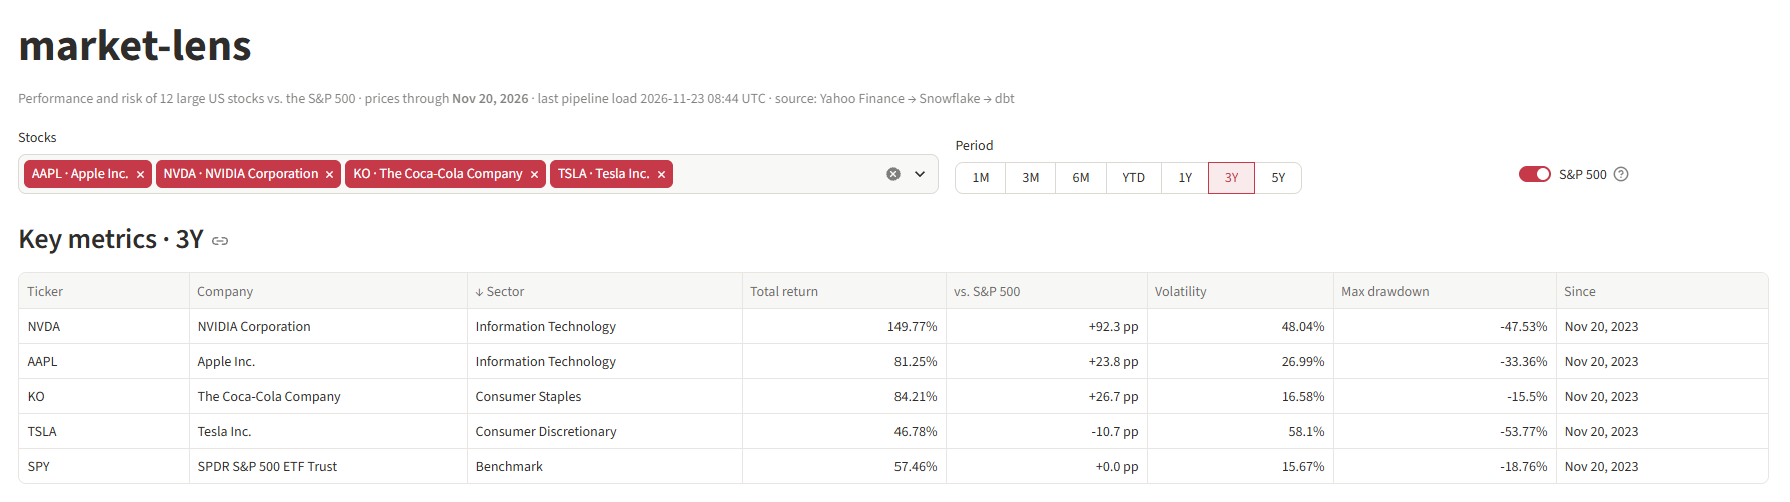 market-lens
Performance and risk of 12 large US stocks vs. the S&P 500 · prices through Nov 20, 2026 · last pipeline load 2026-11-23 08:44 UTC · source: Yahoo Finance → Snowflake → dbt
Stocks
AAPL · Apple Inc. × NVDA · NVIDIA Corporation × KO · The Coca-Cola Company × TSLA · Tesla Inc. ×
Period
1M 3M 6M YTD 1Y 3Y 5Y
S&P 500
Key metrics · 3Y
Ticker Company ↓ Sector Total return vs. S&P 500 Volatility Max drawdown Since
NVDA NVIDIA Corporation Information Technology 149.77% +92.3 pp 48.04% -47.53% Nov 20, 2023
AAPL Apple Inc. Information Technology 81.25% +23.8 pp 26.99% -33.36% Nov 20, 2023
KO The Coca-Cola Company Consumer Staples 84.21% +26.7 pp 16.58% -15.5% Nov 20, 2023
TSLA Tesla Inc. Consumer Discretionary 46.78% -10.7 pp 58.1% -53.77% Nov 20, 2023
SPY SPDR S&P 500 ETF Trust Benchmark 57.46% +0.0 pp 15.67% -18.76% Nov 20, 2023